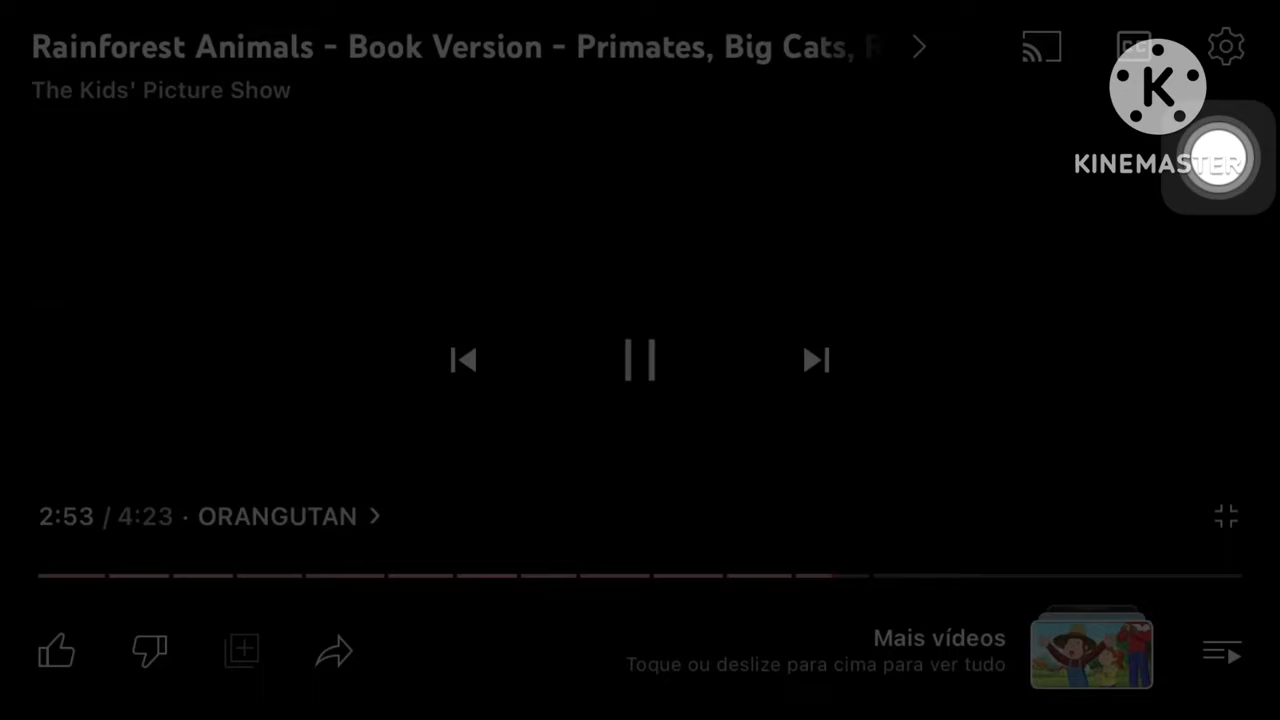 Rainforest Animals - Book Version - Primates, Big Cats,
The Kids' Picture Show
K
KINEMASTER
2:53 / 4:23 · ORANGUTAN
Mais vídeos
Toque ou deslize para cima para ver tudo